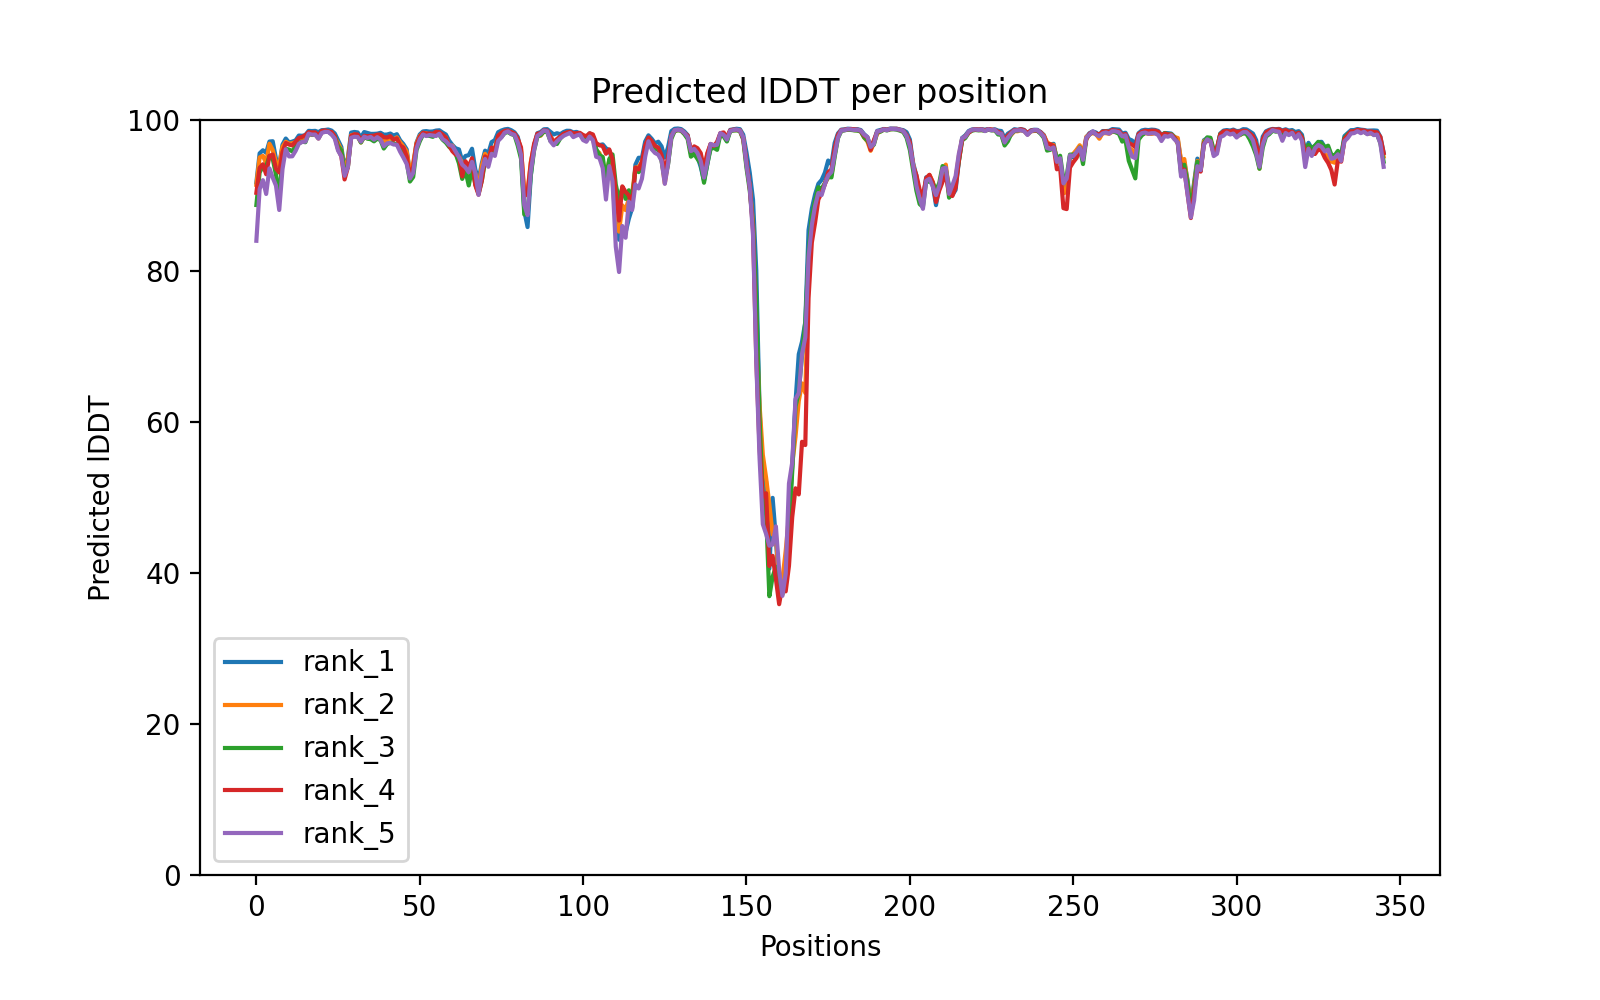 Predicted lDDT per position
100
80
60
40
20
0
Predicted lDDT
rank_1
rank_2
rank_3
rank_4
rank_5
0 50 100 150 200 250 300 350
Positions